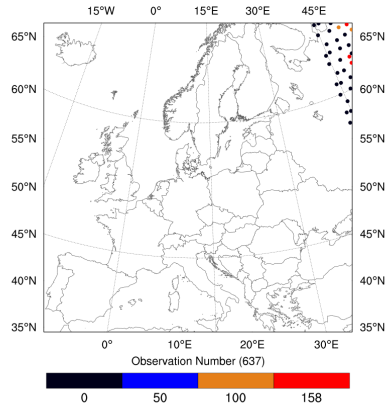 15°W 0° 15°E 30°E 45°E
65°N 65°N
60°N 60°N
55°N 55°N
50°N 50°N
45°N 45°N
40°N 40°N
35°N 35°N
0° 10°E 20°E 30°E
Observation Number (637)
0 50 100 158